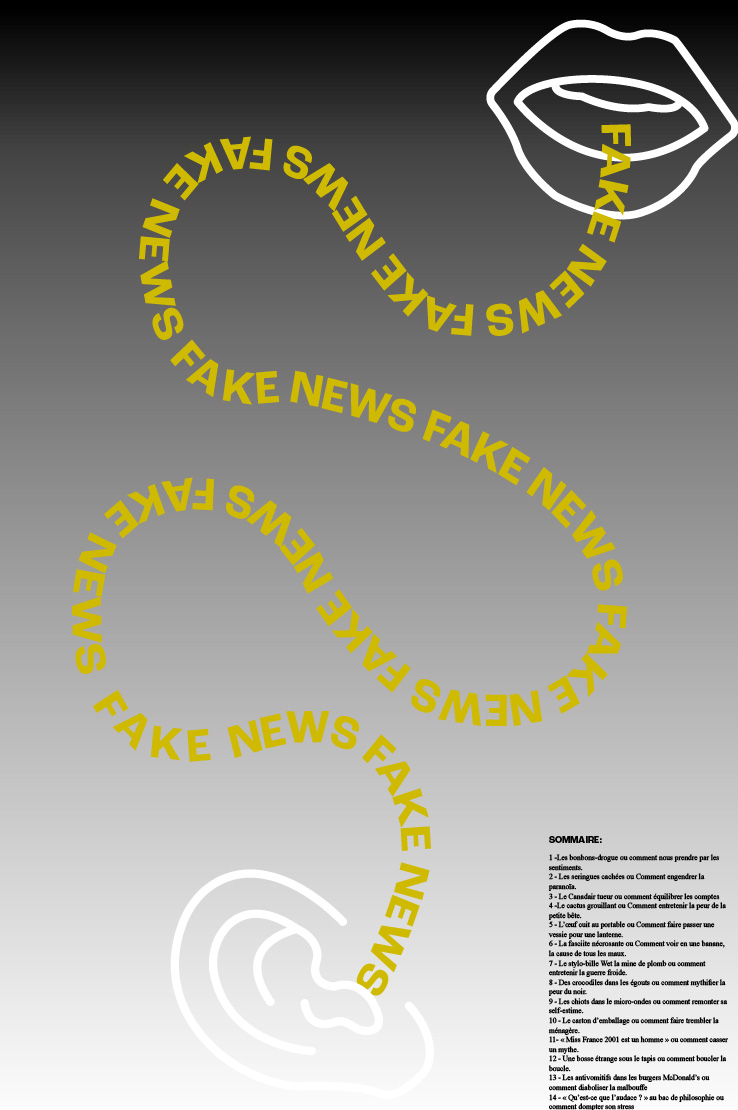 FAKE NEWS FAKE NEWS FAKE NEWS FAKE NEWS FAKE NEWS FAKE NEWS FAKE NEWS FAKE NEWS FAKE NEWS FAKE NEWS
SOMMAIRE:
1 -Les bonbons-drogue ou comment nous prendre par les
sentiments.
2 - Les seringues cachées ou Comment engendrer la
paranoïa.
3 - Le Canadair tueur ou comment équilibrer les comptes
4 -Le cactus grouillant ou Comment entretenir la peur de la
petite bête.
5 - L'œuf cuit au portable ou Comment faire passer une
vessie pour une lanterne.
6 - La fasciite nécrosante ou Comment voir en une banane,
la cause de tous les maux.
7 - Le stylo-bille Wet la mine de plomb ou comment
entretenir la guerre froide.
8 - Des crocodiles dans les égouts ou comment mythifier la
peur du noir.
9 - Les chiots dans le micro-ondes ou comment remonter sa
self-estime.
10 - Le carton d'emballage ou comment faire trembler la
ménagère.
11- « Miss France 2001 est un homme » ou comment casser
un mythe.
12 - Une bosse étrange sous le tapis ou comment boucler la
boucle.
13 - Les antivomitifs dans les burgers McDonald's ou
comment diaboliser la malbouffe
14 - « Qu'est-ce que l'audace ? » au bac de philosophie ou
comment dompter son stress